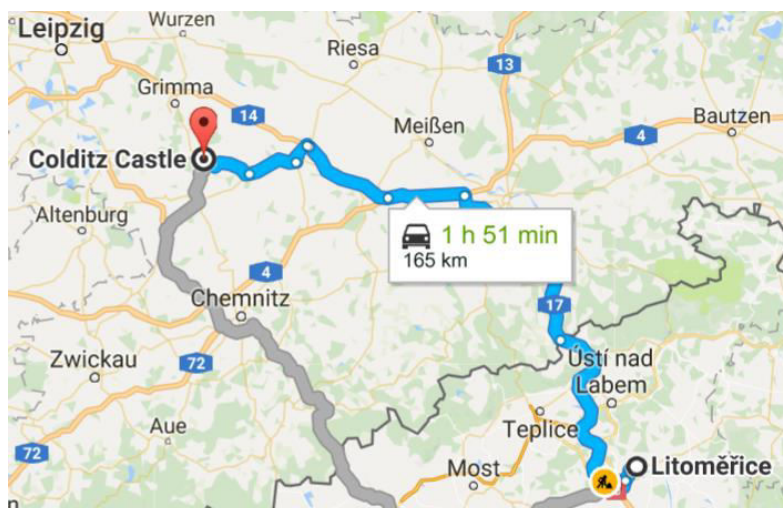 Leipzig
Wurzen
Riesa
13
Grimma
14
Meißen
Bautzen
4
Colditz Castle
Altenburg
1 h 51 min
165 km
4
17
Chemnitz
Zwickau
72
Ústí nad
Labem
Aue
Teplice
72
Most
Litoměřice